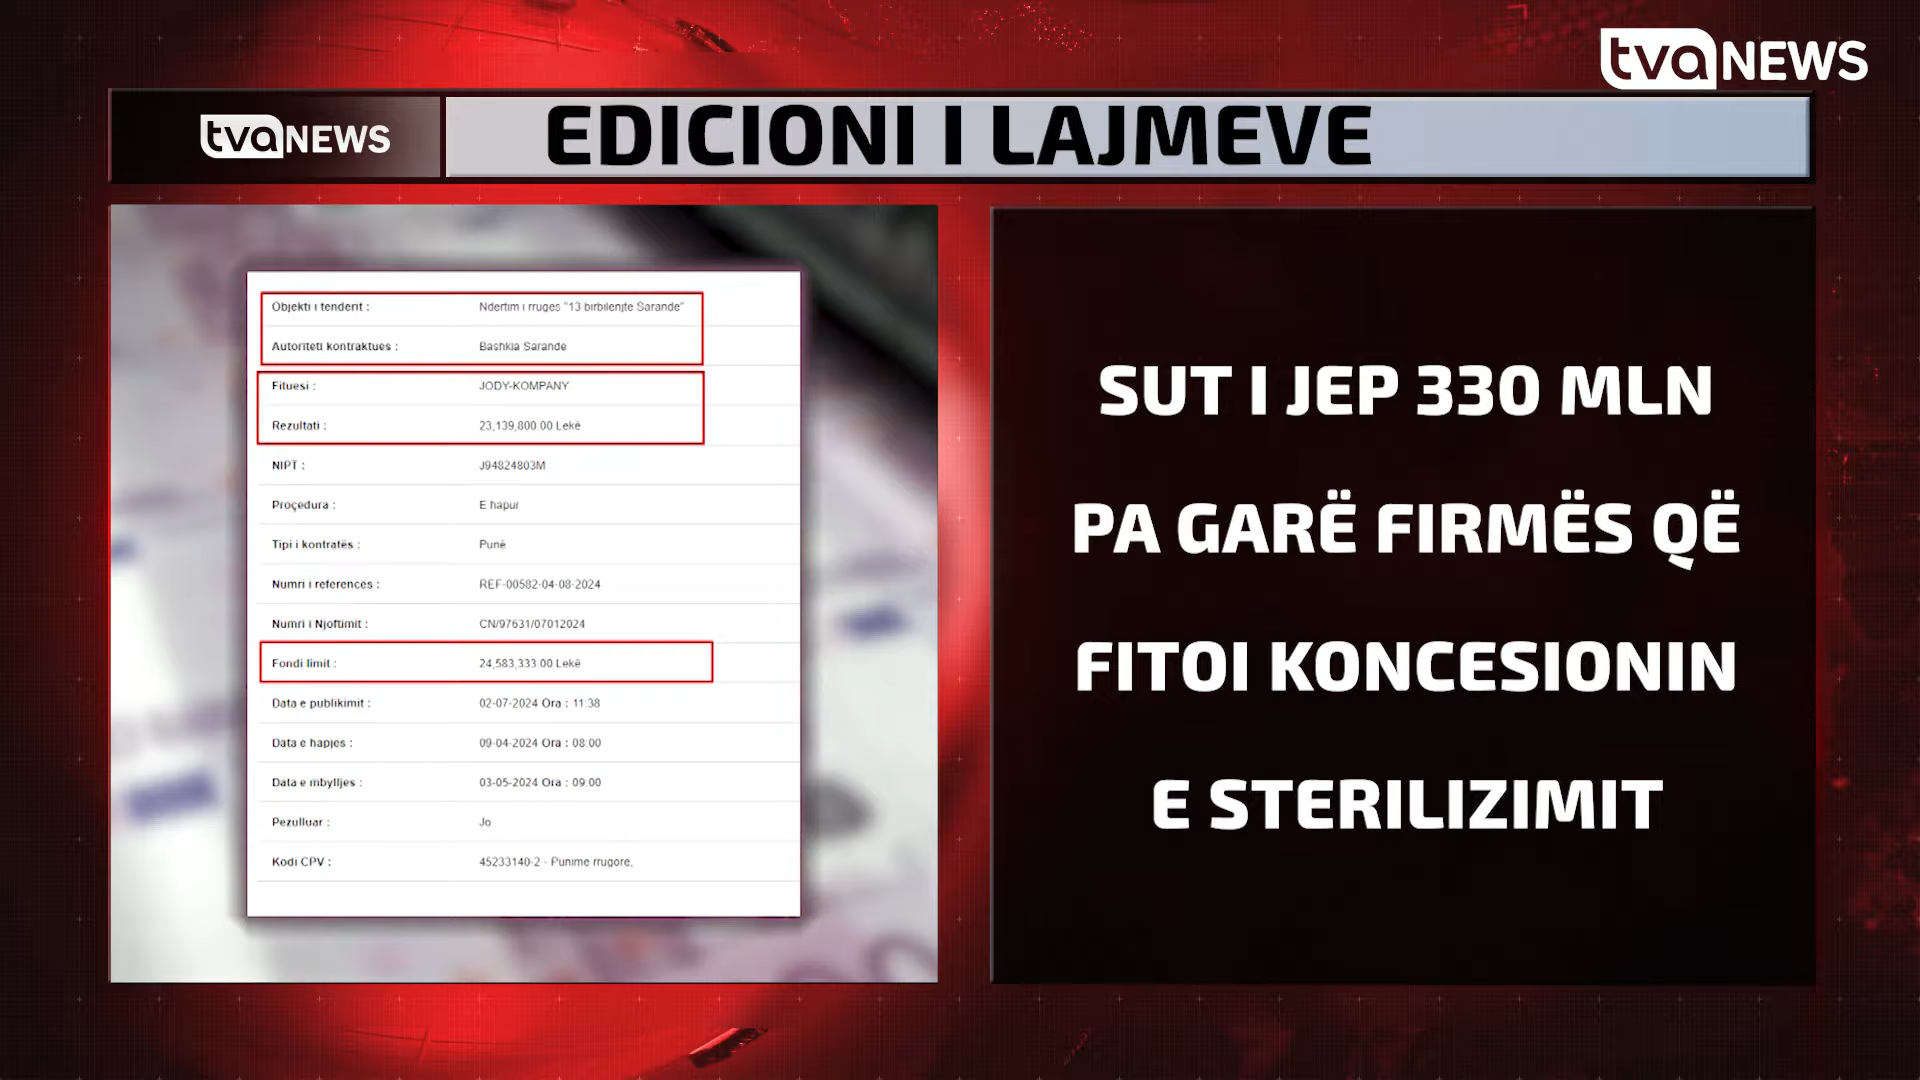 tva NEWS
tva NEWS
EDICIONI I LAJMEVE
Objekti i tenderit : Ndertim i rruges "13 birbilenjte Sarande"
Autoriteti kontraktues : Bashkia Sarande
Fituesi : JODY-KOMPANY
Rezultati : 23,139,800.00 Lekë
NIPT : J94824803M
Proçedura : E hapur
Tipi i kontratës : Punë
Numri i references : REF-00582-04-08-2024
Numri i Njoftimit : CN/97631/07012024
Fondi limit : 24,583,333.00 Lekë
Data e publikimit : 02-07-2024 Ora : 11:38
Data e hapjes : 09-04-2024 Ora : 08:00
Data e mbylljes : 03-05-2024 Ora : 09:00
Pezulluar : Jo
Kodi CPV : 45233140-2 - Punime rrugore,
SUT I JEP 330 MLN
PA GARË FIRMËS QË
FITOI KONCESIONIN
E STERILIZIMIT